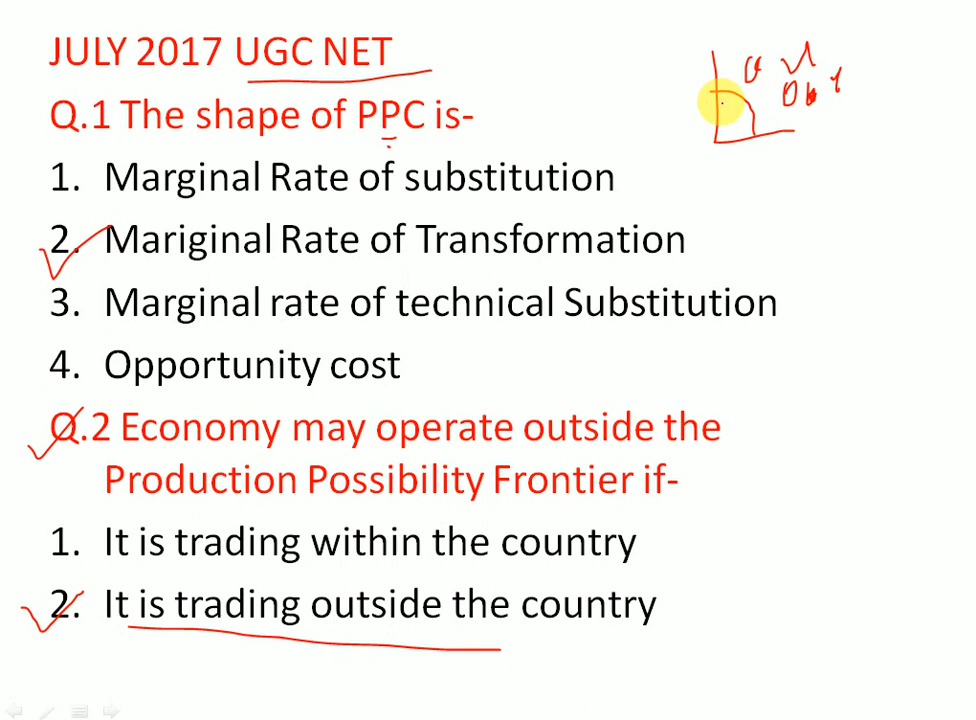 JULY 2017 UGC NET
Q.1 The shape of PPC is-
1. Marginal Rate of substitution
2. Mariginal Rate of Transformation
3. Marginal rate of technical Substitution
4. Opportunity cost
Q.2 Economy may operate outside the
Production Possibility Frontier if-
1. It is trading within the country
2. It is trading outside the country